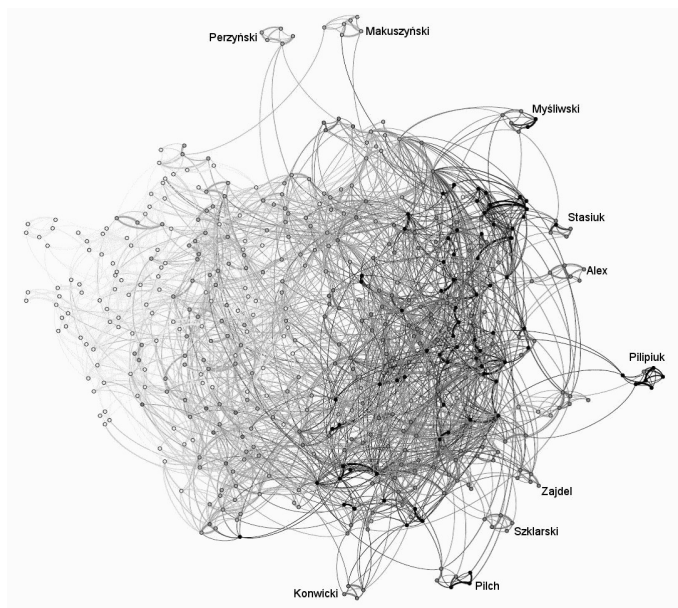 Perzyński
Makuszyński
Myśliwski
Stasiuk
Alex
Pilipiuk
Zajdel
Szklarski
Pilch
Konwicki